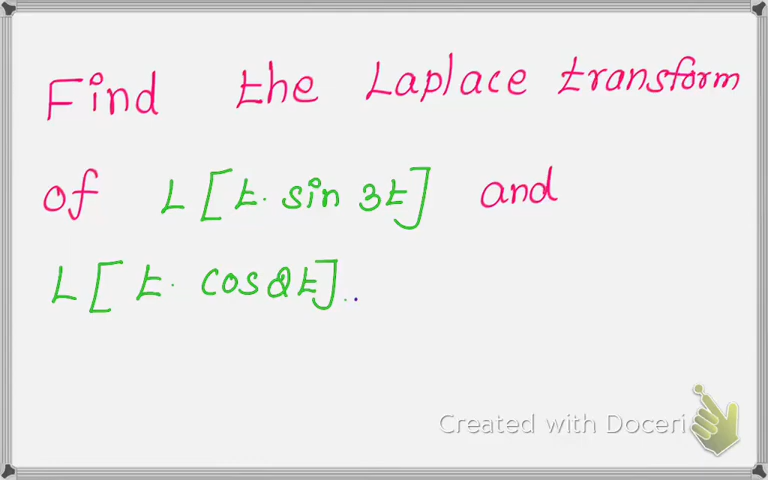 Find the Laplace transform
of L[t. sin 3t] and
L[t. cos2t]..
Created with Doceri